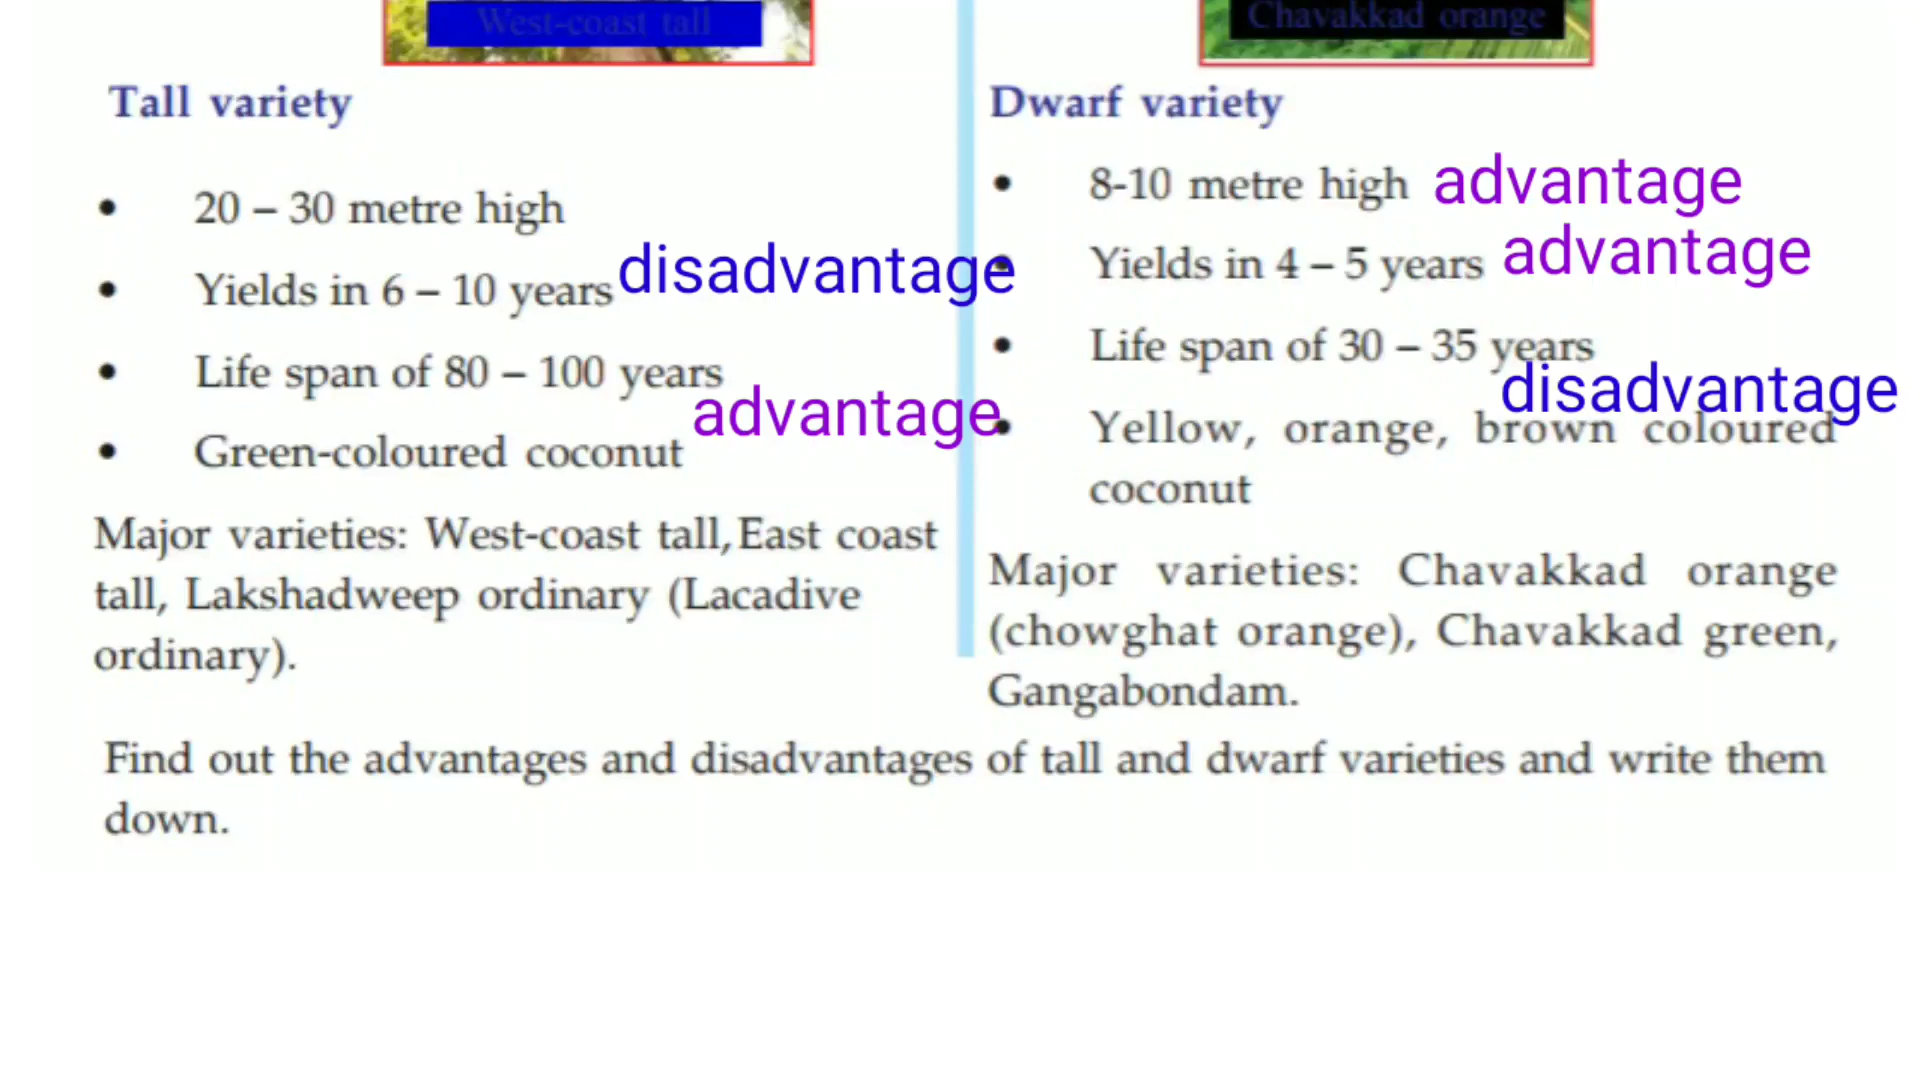 West-coast tall
Tall variety
• 20 – 30 metre high
• Yields in 6 – 10 years disadvantage
• Life span of 80 – 100 years
advantage
• Green-coloured coconut
Major varieties: West-coast tall, East coast
tall, Lakshadweep ordinary (Lacadive
ordinary).
Chavakkad orange
Dwarf variety
• 8-10 metre high advantage
• Yields in 4 – 5 years advantage
• Life span of 30 – 35 years
disadvantage
• Yellow, orange, brown coloured
coconut
Major varieties: Chavakkad orange
(chowghat orange), Chavakkad green,
Gangabondam.
Find out the advantages and disadvantages of tall and dwarf varieties and write them
down.